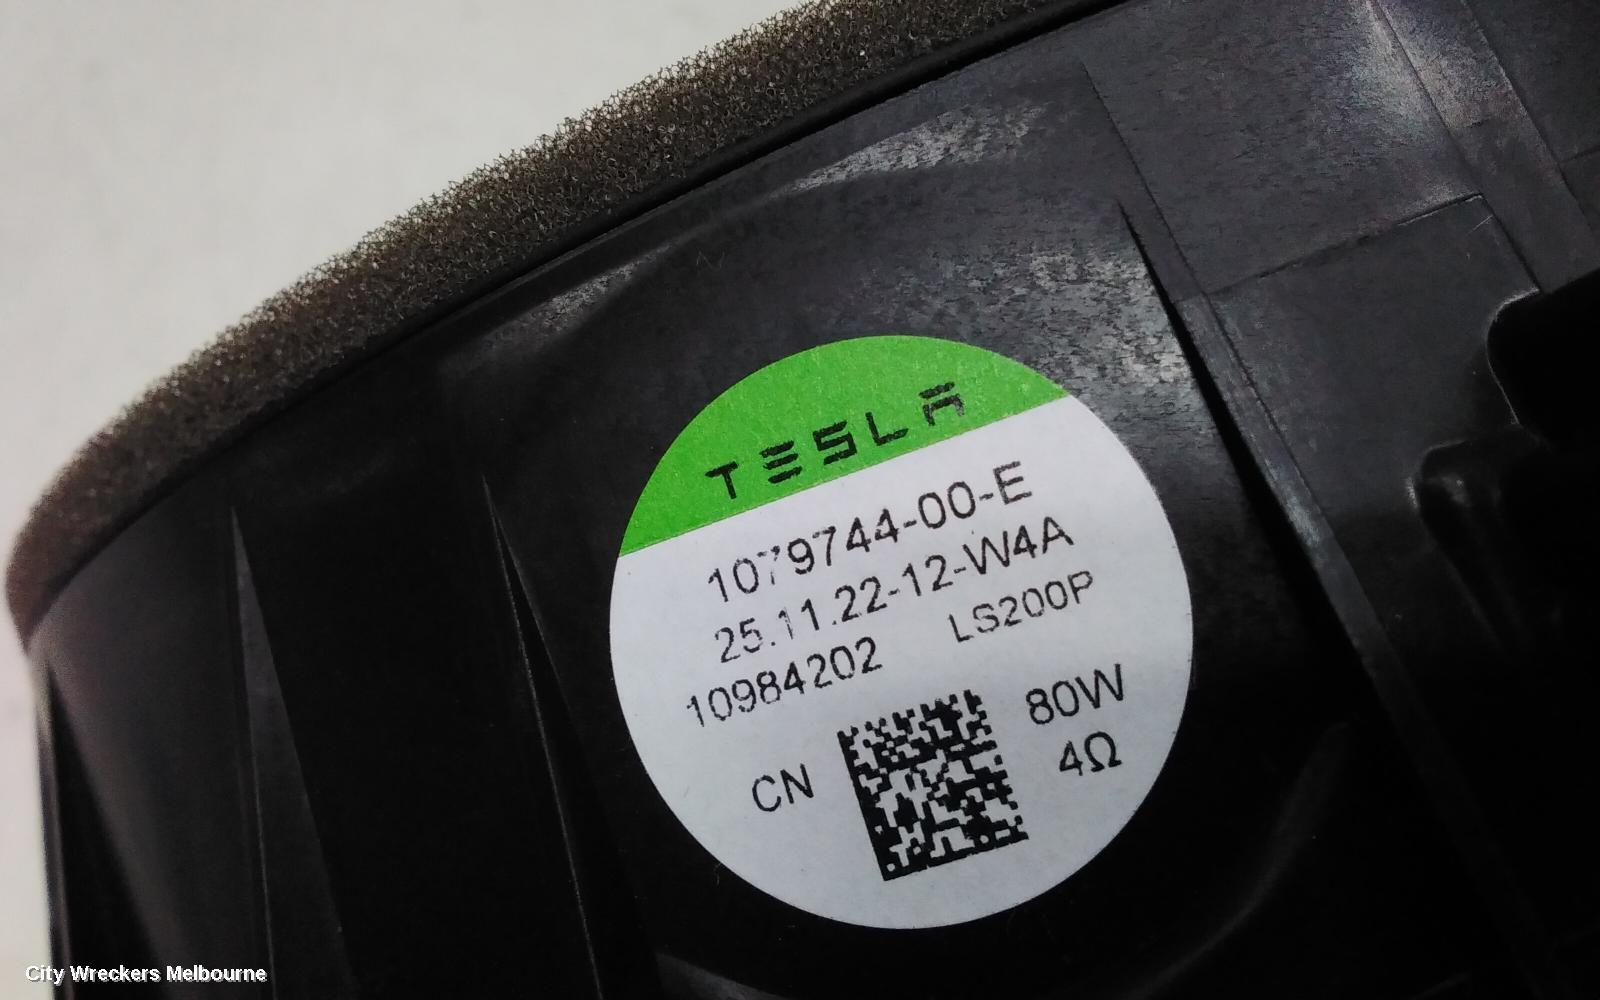 TESLA
1079744-00-E
25.11.22-12-W4A
10984202 LS200P
80W
CN 4Ω
City Wreckers Melbourne